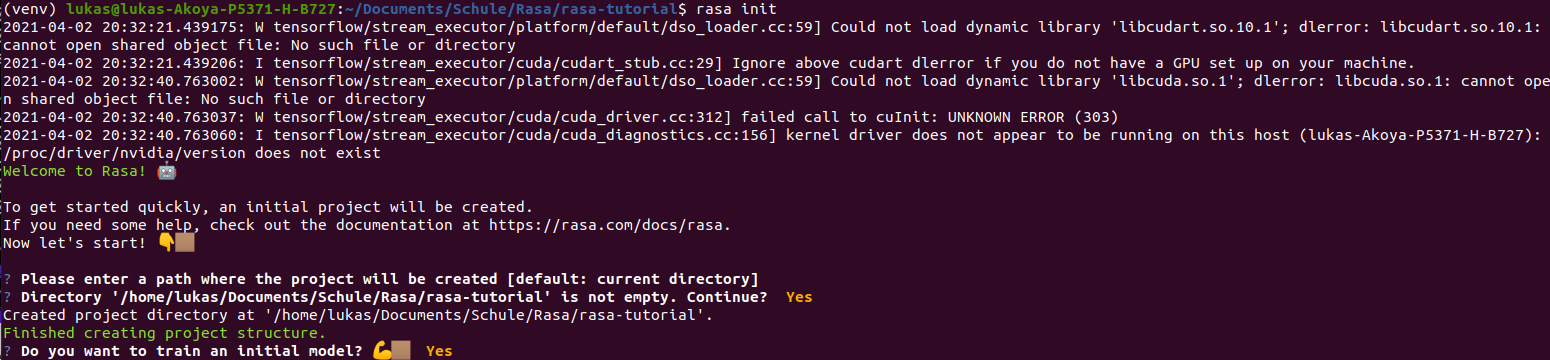 (venv) lukas@lukas-Akoya-P5371-H-B727:~/Documents/Schule/Rasa/rasa-tutorial$ rasa init
2021-04-02 20:32:21.439175: W tensorflow/stream_executor/platform/default/dso_loader.cc:59] Could not load dynamic library 'libcudart.so.10.1'; dlerror: libcudart.so.10.1:
cannot open shared object file: No such file or directory
2021-04-02 20:32:21.439206: I tensorflow/stream_executor/cuda/cudart_stub.cc:29] Ignore above cudart dlerror if you do not have a GPU set up on your machine.
2021-04-02 20:32:40.763002: W tensorflow/stream_executor/platform/default/dso_loader.cc:59] Could not load dynamic library 'libcuda.so.1'; dlerror: libcuda.so.1: cannot ope
n shared object file: No such file or directory
2021-04-02 20:32:40.763037: W tensorflow/stream_executor/cuda/cuda_driver.cc:312] failed call to cuInit: UNKNOWN ERROR (303)
2021-04-02 20:32:40.763060: I tensorflow/stream_executor/cuda/cuda_diagnostics.cc:156] kernel driver does not appear to be running on this host (lukas-Akoya-P5371-H-B727):
/proc/driver/nvidia/version does not exist
Welcome to Rasa! 🤖
To get started quickly, an initial project will be created.
If you need some help, check out the documentation at https://rasa.com/docs/rasa.
Now let's start! 👇🏽
? Please enter a path where the project will be created [default: current directory]
? Directory '/home/lukas/Documents/Schule/Rasa/rasa-tutorial' is not empty. Continue?  Yes
Created project directory at '/home/lukas/Documents/Schule/Rasa/rasa-tutorial'.
Finished creating project structure.
? Do you want to train an initial model? 💪🏽  Yes